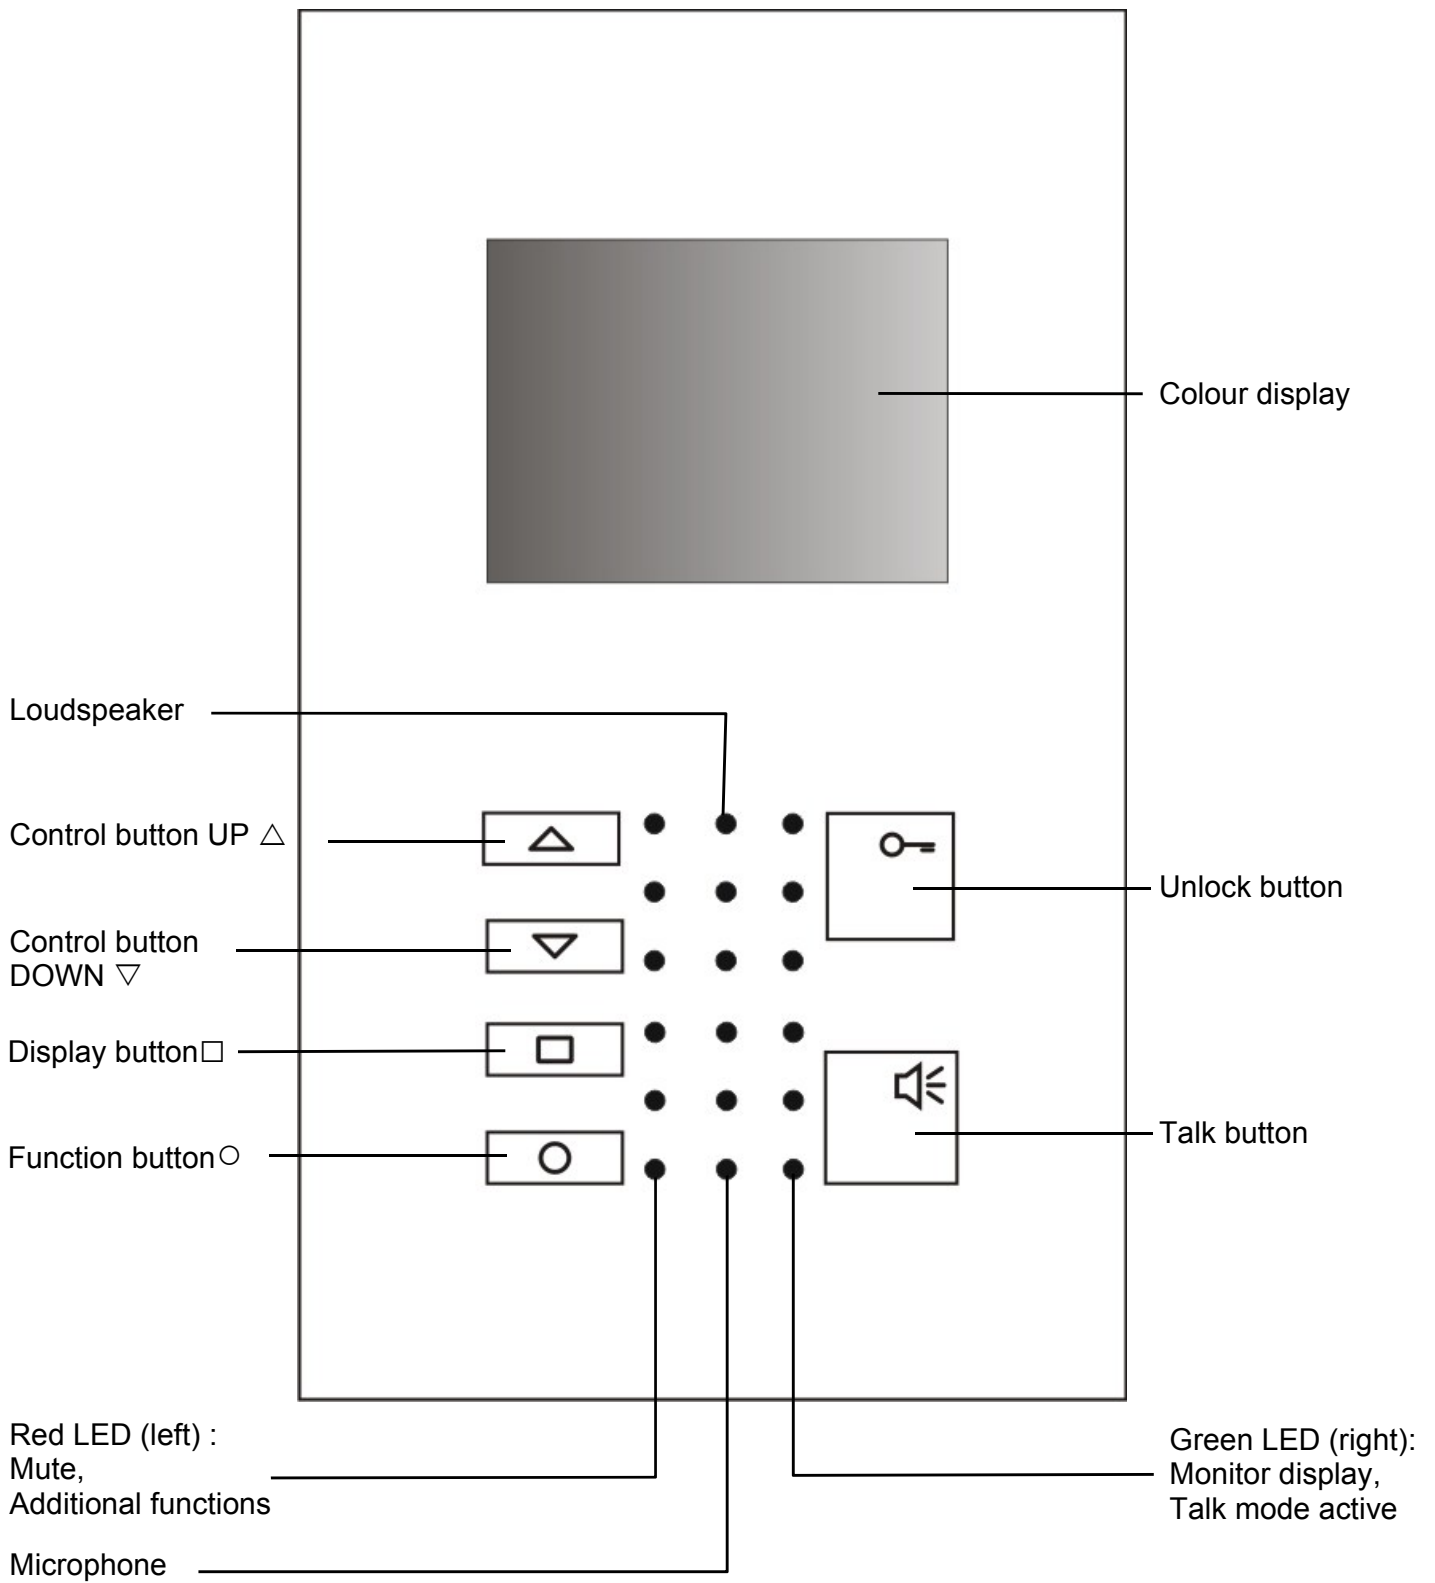 Colour display
Loudspeaker
Control button UP △
Unlock button
Control button
DOWN ▽
Display button□
Talk button
Function button○
Red LED (left) :
Mute,
Additional functions
Green LED (right):
Monitor display,
Talk mode active
Microphone